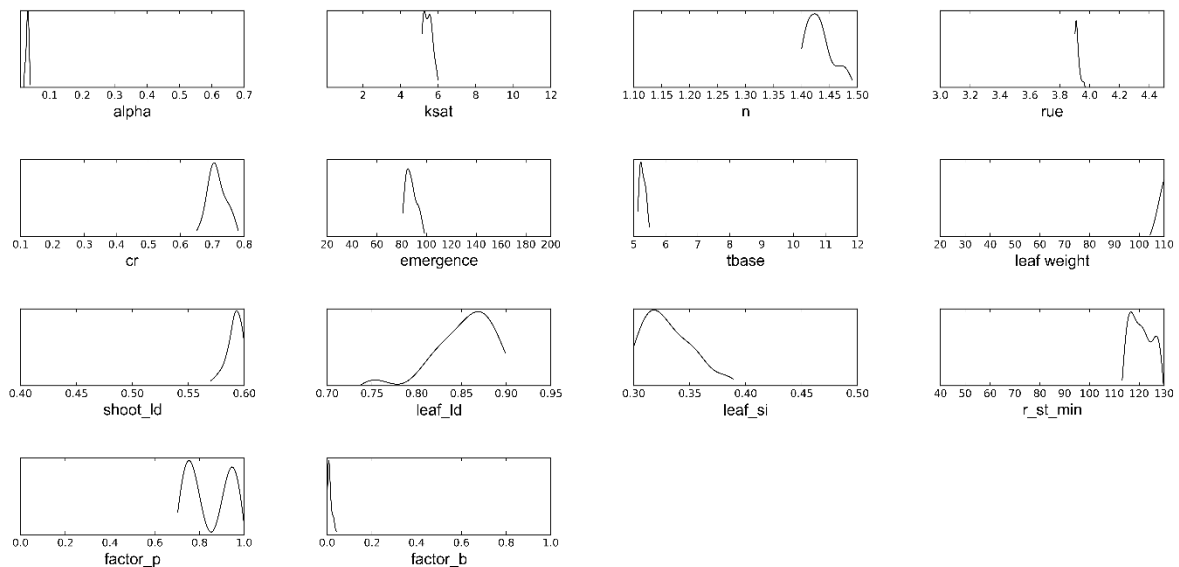 0.1 0.2 0.3 0.4 0.5 0.6 0.7
alpha
2 4 6 8 10 12
ksat
1.10 1.15 1.20 1.25 1.30 1.35 1.40 1.45 1.50
n
3.0 3.2 3.4 3.6 3.8 4.0 4.2 4.4
rue
0.1 0.2 0.3 0.4 0.5 0.6 0.7 0.8
cr
20 40 60 80 100 120 140 160 180 200
emergence
5 6 7 8 9 10 11 12
tbase
20 30 40 50 60 70 80 90 100 110
leaf weight
0.40 0.45 0.50 0.55 0.60
shoot_ld
0.70 0.75 0.80 0.85 0.90 0.95
leaf_ld
0.30 0.35 0.40 0.45 0.50
leaf_si
40 50 60 70 80 90 100 110 120 130
r_st_min
0.0 0.2 0.4 0.6 0.8 1.0
factor_p
0.0 0.2 0.4 0.6 0.8 1.0
factor_b